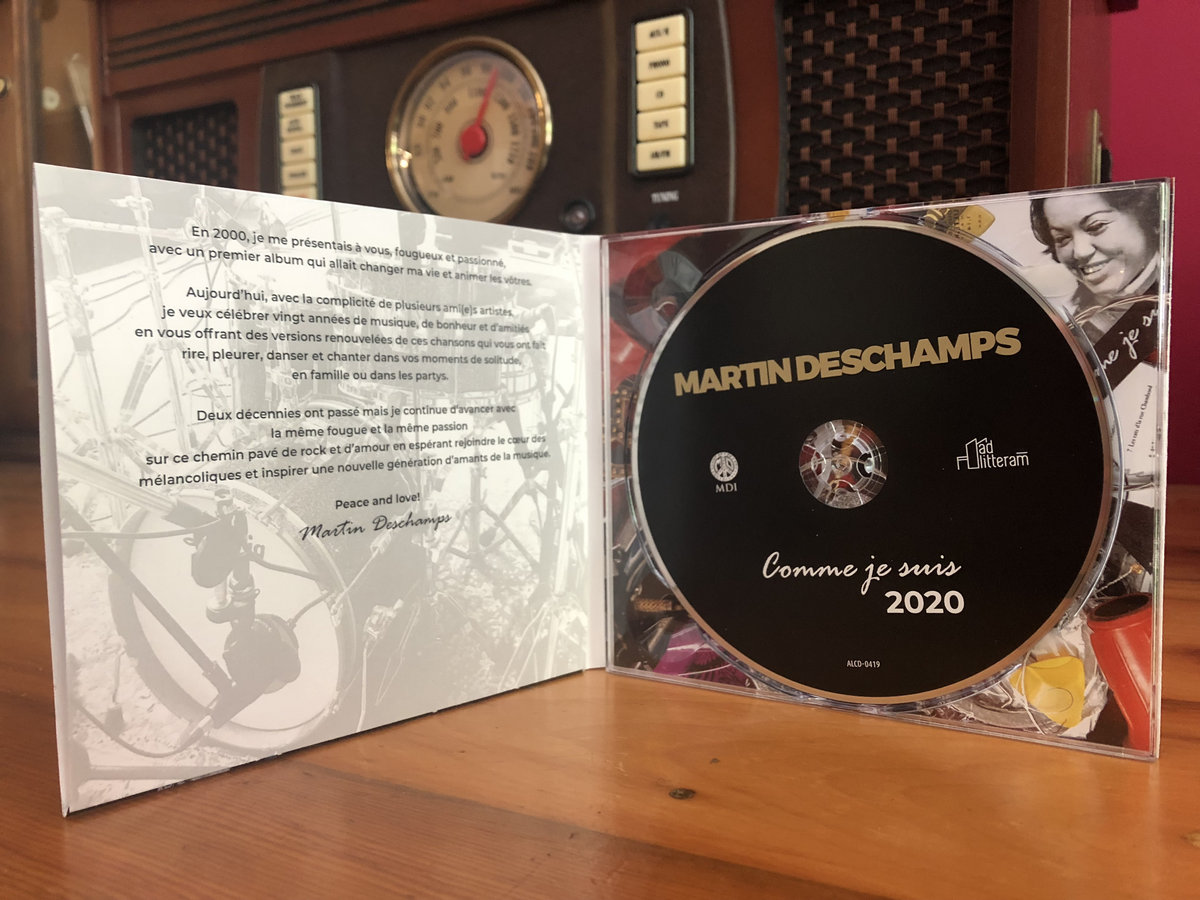 En 2000, je me présentais à vous, fougueux et passionné,
avec un premier album qui allait changer ma vie et animer les vôtres.
Aujourd'hui, avec la complicité de plusieurs ami(e)s artistes,
je veux célébrer vingt années de musique, de bonheur et d'amitiés
en vous offrant des versions renouvelées de ces chansons qui vous ont fait
rire, pleurer, danser et chanter dans vos moments de solitude,
en famille ou dans les partys.
Deux décennies ont passé mais je continue d'avancer avec
la même fougue et la même passion
sur ce chemin pavé de rock et d'amour en espérant rejoindre le cœur des
mélancoliques et inspirer une nouvelle génération d'amants de la musique.
Peace and love!
Martin Deschamps
MARTIN DESCHAMPS
MDI
ad
litteram
Comme je suis
2020
ALCD-0419
PHONO
CD
TAPE
TUNING